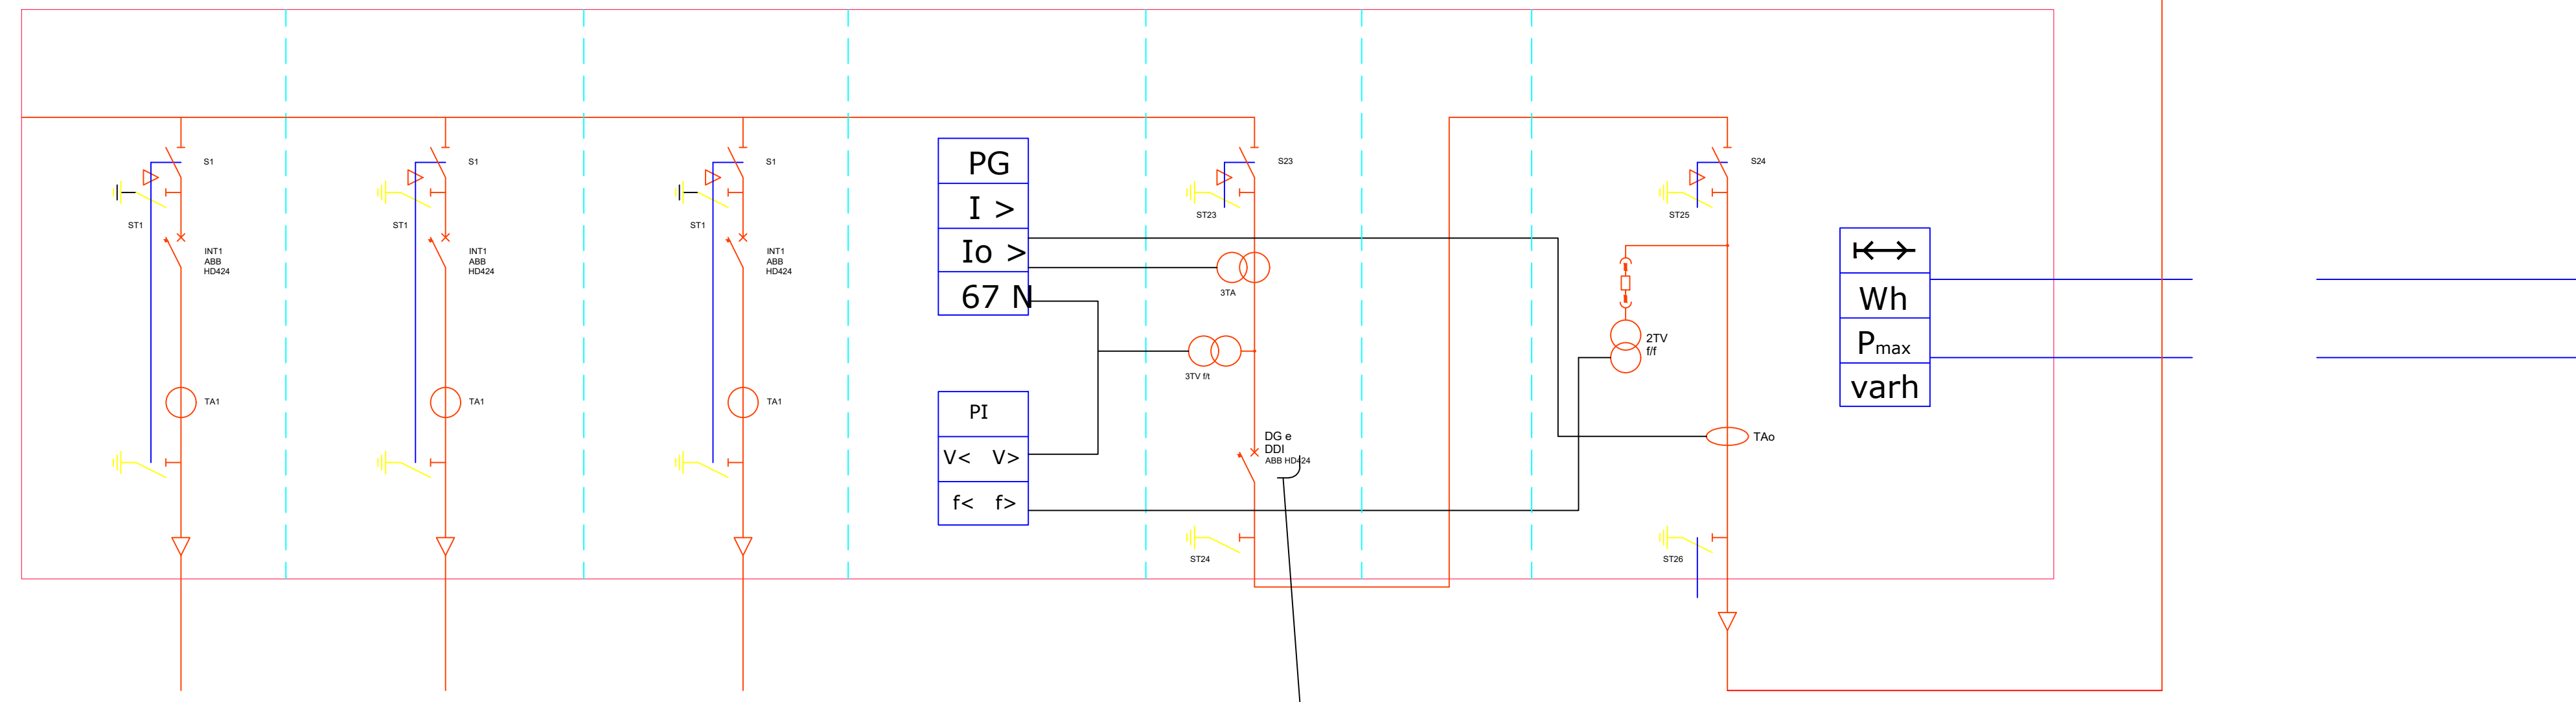 S1
ST1
INT1
ABB
HD424
TA1
S1
ST1
INT1
ABB
HD424
TA1
S1
ST1
INT1
ABB
HD424
TA1
PG
I >
Io >
67 N
PI
V< V>
f< f>
S23
ST23
3TA
3TV f/t
DG e
DDI
ABB HD424
ST24
S24
ST25
2TV
f/f
TAo
ST26
Wh
Pmax
varh